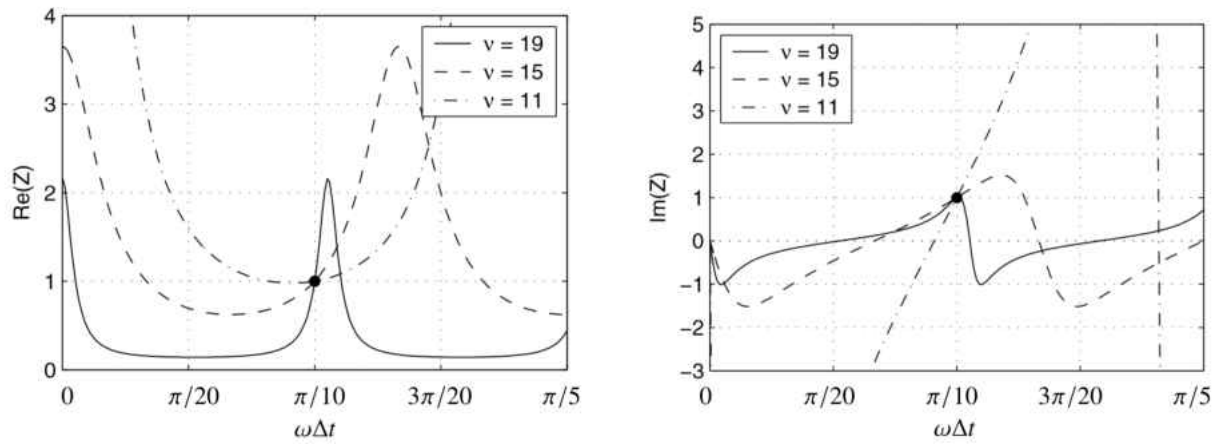 4
3
2
1
0
Re(Z)
ν = 19
ν = 15
ν = 11
0
π/20
π/10
3π/20
π/5
ωΔt
5
4
3
2
1
0
−1
−2
−3
Im(Z)
ν = 19
ν = 15
ν = 11
0
π/20
π/10
3π/20
π/5
ωΔt